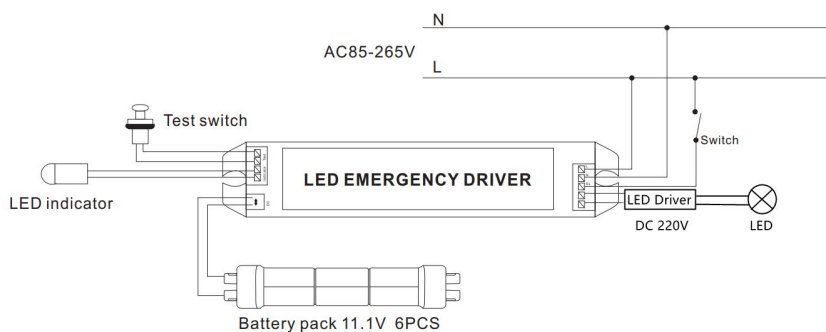 N
AC85-265V
L
Test switch
Switch
LED EMERGENCY DRIVER
LED indicator
LED Driver
DC 220V
LED
Battery pack 11.1V 6PCS